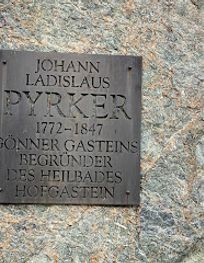 JOHANN
LADISLAUS
PYRKER
1772-1847
GÖNNER GASTEINS
BEGRÜNDER
DES HEILBADES
HOFGASTEIN